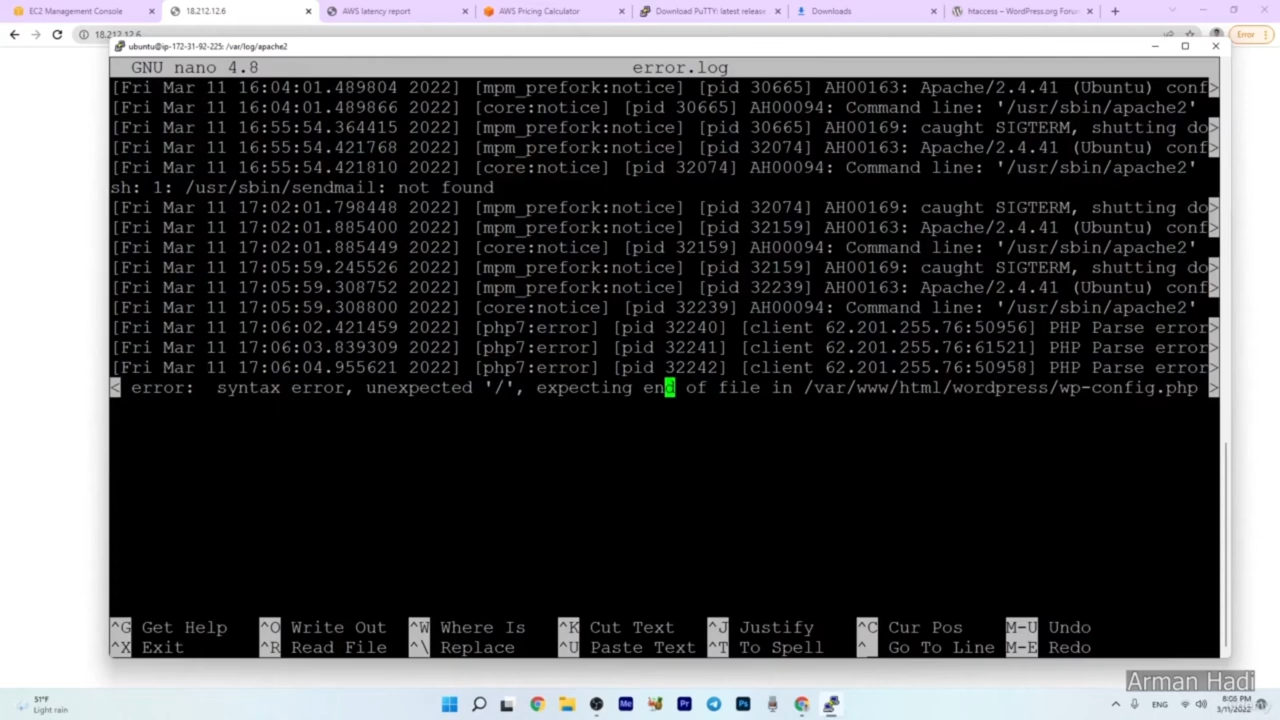 EC2 Management Console
18.212.12.6
AWS latency report
AWS Pricing Calculator
Download PuTTY: latest release
Downloads
htaccess – WordPress.org Forum
18.212.12.6
Error
ubuntu@ip-172-31-92-225: /var/log/apache2
GNU nano 4.8 error.log
[Fri Mar 11 16:04:01.489804 2022] [mpm_prefork:notice] [pid 30665] AH00163: Apache/2.4.41 (Ubuntu) conf>
[Fri Mar 11 16:04:01.489866 2022] [core:notice] [pid 30665] AH00094: Command line: '/usr/sbin/apache2'
[Fri Mar 11 16:55:54.364415 2022] [mpm_prefork:notice] [pid 30665] AH00169: caught SIGTERM, shutting do>
[Fri Mar 11 16:55:54.421768 2022] [mpm_prefork:notice] [pid 32074] AH00163: Apache/2.4.41 (Ubuntu) conf>
[Fri Mar 11 16:55:54.421810 2022] [core:notice] [pid 32074] AH00094: Command line: '/usr/sbin/apache2'
sh: 1: /usr/sbin/sendmail: not found
[Fri Mar 11 17:02:01.798448 2022] [mpm_prefork:notice] [pid 32074] AH00169: caught SIGTERM, shutting do>
[Fri Mar 11 17:02:01.885400 2022] [mpm_prefork:notice] [pid 32159] AH00163: Apache/2.4.41 (Ubuntu) conf>
[Fri Mar 11 17:02:01.885449 2022] [core:notice] [pid 32159] AH00094: Command line: '/usr/sbin/apache2'
[Fri Mar 11 17:05:59.245526 2022] [mpm_prefork:notice] [pid 32159] AH00169: caught SIGTERM, shutting do>
[Fri Mar 11 17:05:59.308752 2022] [mpm_prefork:notice] [pid 32239] AH00163: Apache/2.4.41 (Ubuntu) conf>
[Fri Mar 11 17:05:59.308800 2022] [core:notice] [pid 32239] AH00094: Command line: '/usr/sbin/apache2'
[Fri Mar 11 17:06:02.421459 2022] [php7:error] [pid 32240] [client 62.201.255.76:50956] PHP Parse error>
[Fri Mar 11 17:06:03.839309 2022] [php7:error] [pid 32241] [client 62.201.255.76:61521] PHP Parse error>
[Fri Mar 11 17:06:04.955621 2022] [php7:error] [pid 32242] [client 62.201.255.76:50958] PHP Parse error>
< error:  syntax error, unexpected '/', expecting end of file in /var/www/html/wordpress/wp-config.php >
^G Get Help ^O Write Out ^W Where Is ^K Cut Text ^J Justify ^C Cur Pos M-U Undo
^X Exit ^R Read File ^\ Replace ^U Paste Text ^T To Spell ^_ Go To Line M-E Redo
Arman Hadi
51°F
Light rain
ENG
8:05 PM
3/11/2022